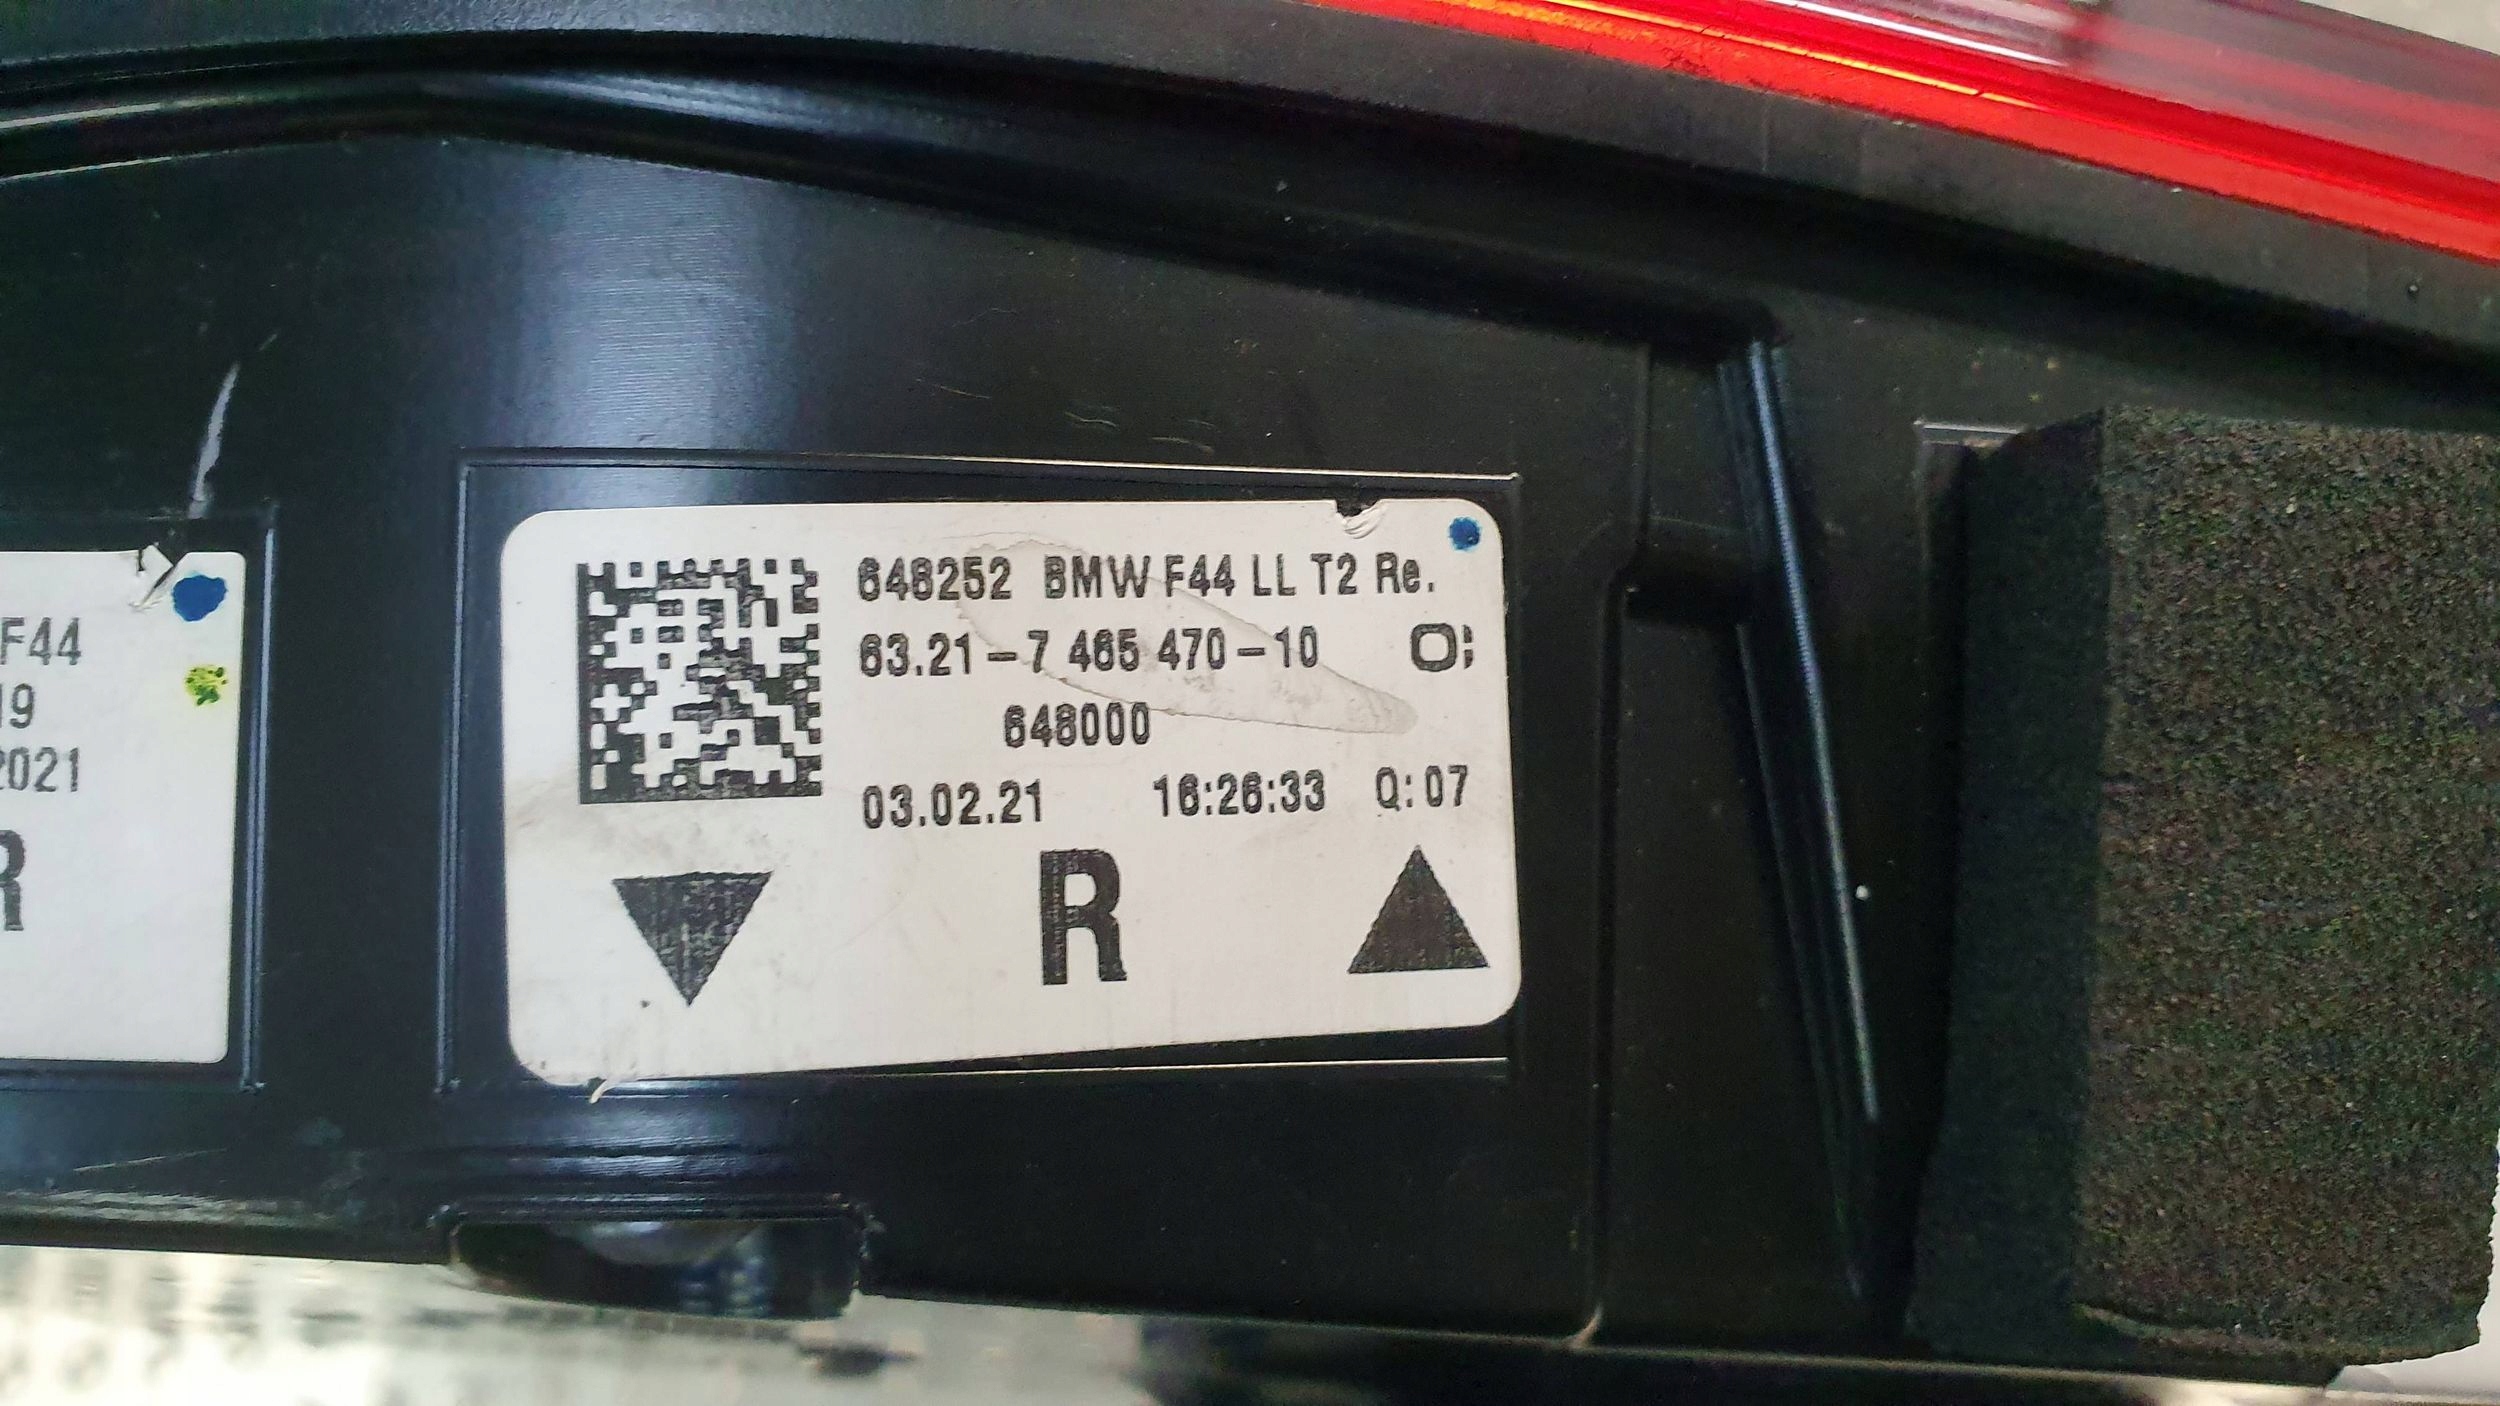 F44
19
2021
R
648252 BMW F44 LL T2 Re.
63.21-7 465 470-10 O:
648000
03.02.21 16:26:33 Q:07
R